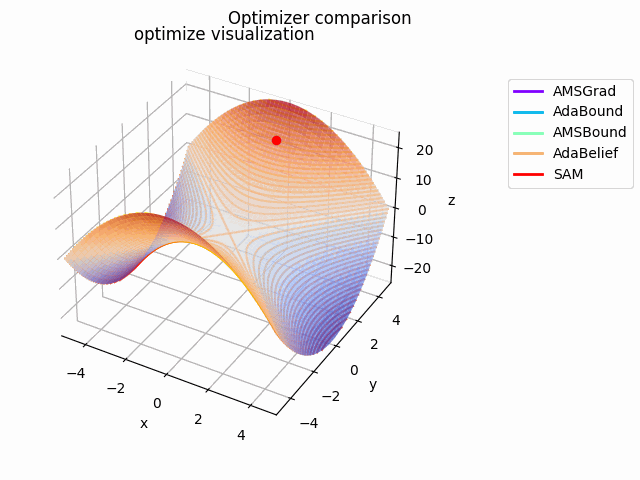 Optimizer comparison
optimize visualization
AMSGrad
AdaBound
AMSBound
AdaBelief
SAM
20
10
0
−10
−20
z
4
2
0
−2
−4
y
−4
−2
0
2
4
x